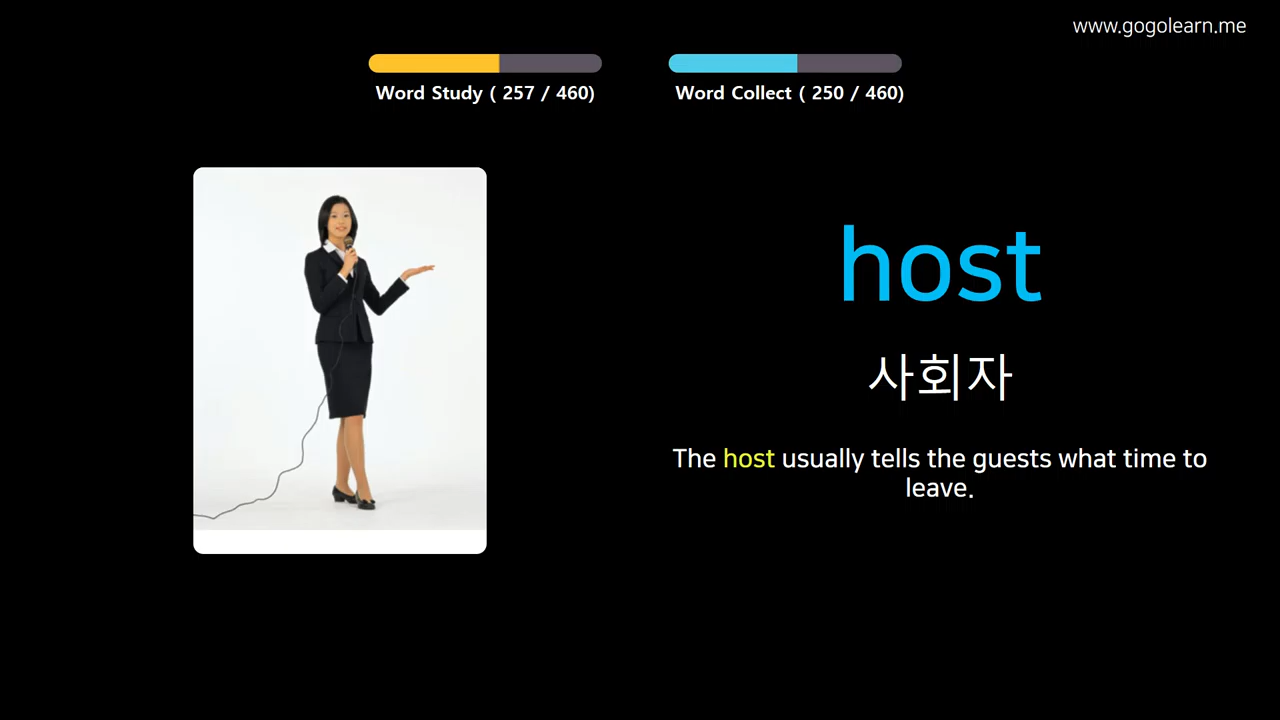 www.gogolearn.me
Word Study ( 257 / 460)
Word Collect ( 250 / 460)
host
사회자
The host usually tells the guests what time to
leave.